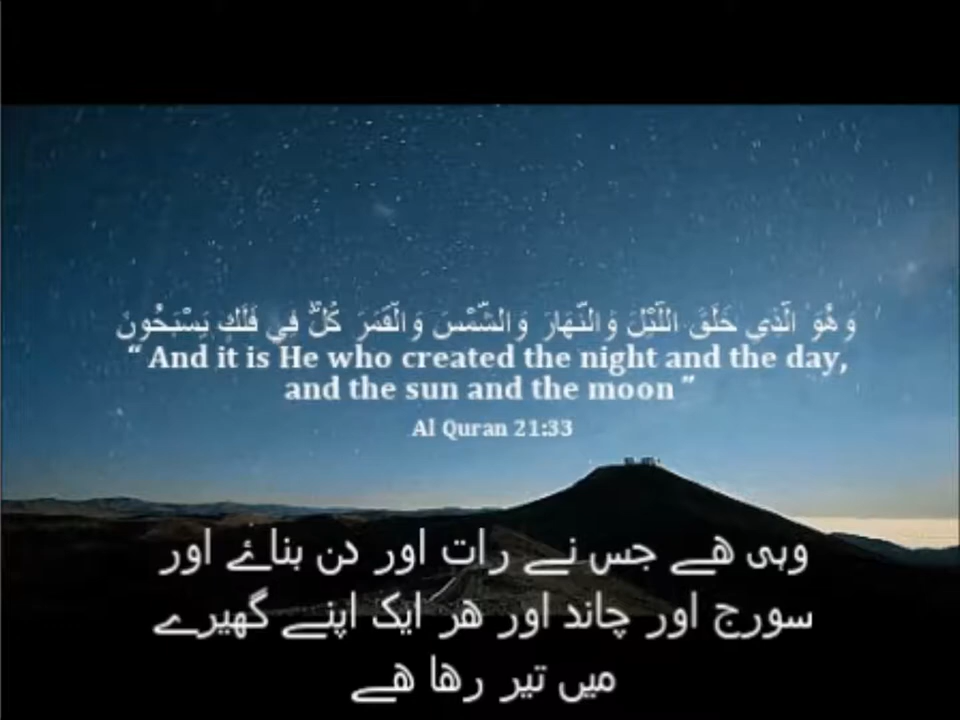 وَهُوَ الَّذِي خَلَقَ اللَّيْلَ وَالنَّهَارَ وَالشَّمْسَ وَالْقَمَرَ كُلٌّ فِي فَلَكٍ يَسْبَحُونَ
“ And it is He who created the night and the day,
and the sun and the moon ”
Al Quran 21:33
وہی ھے جس نے رات اور دن بنائے اور
سورج اور چاند اور ھر ایک اپنے گھیرے
میں تیر رھا ھے